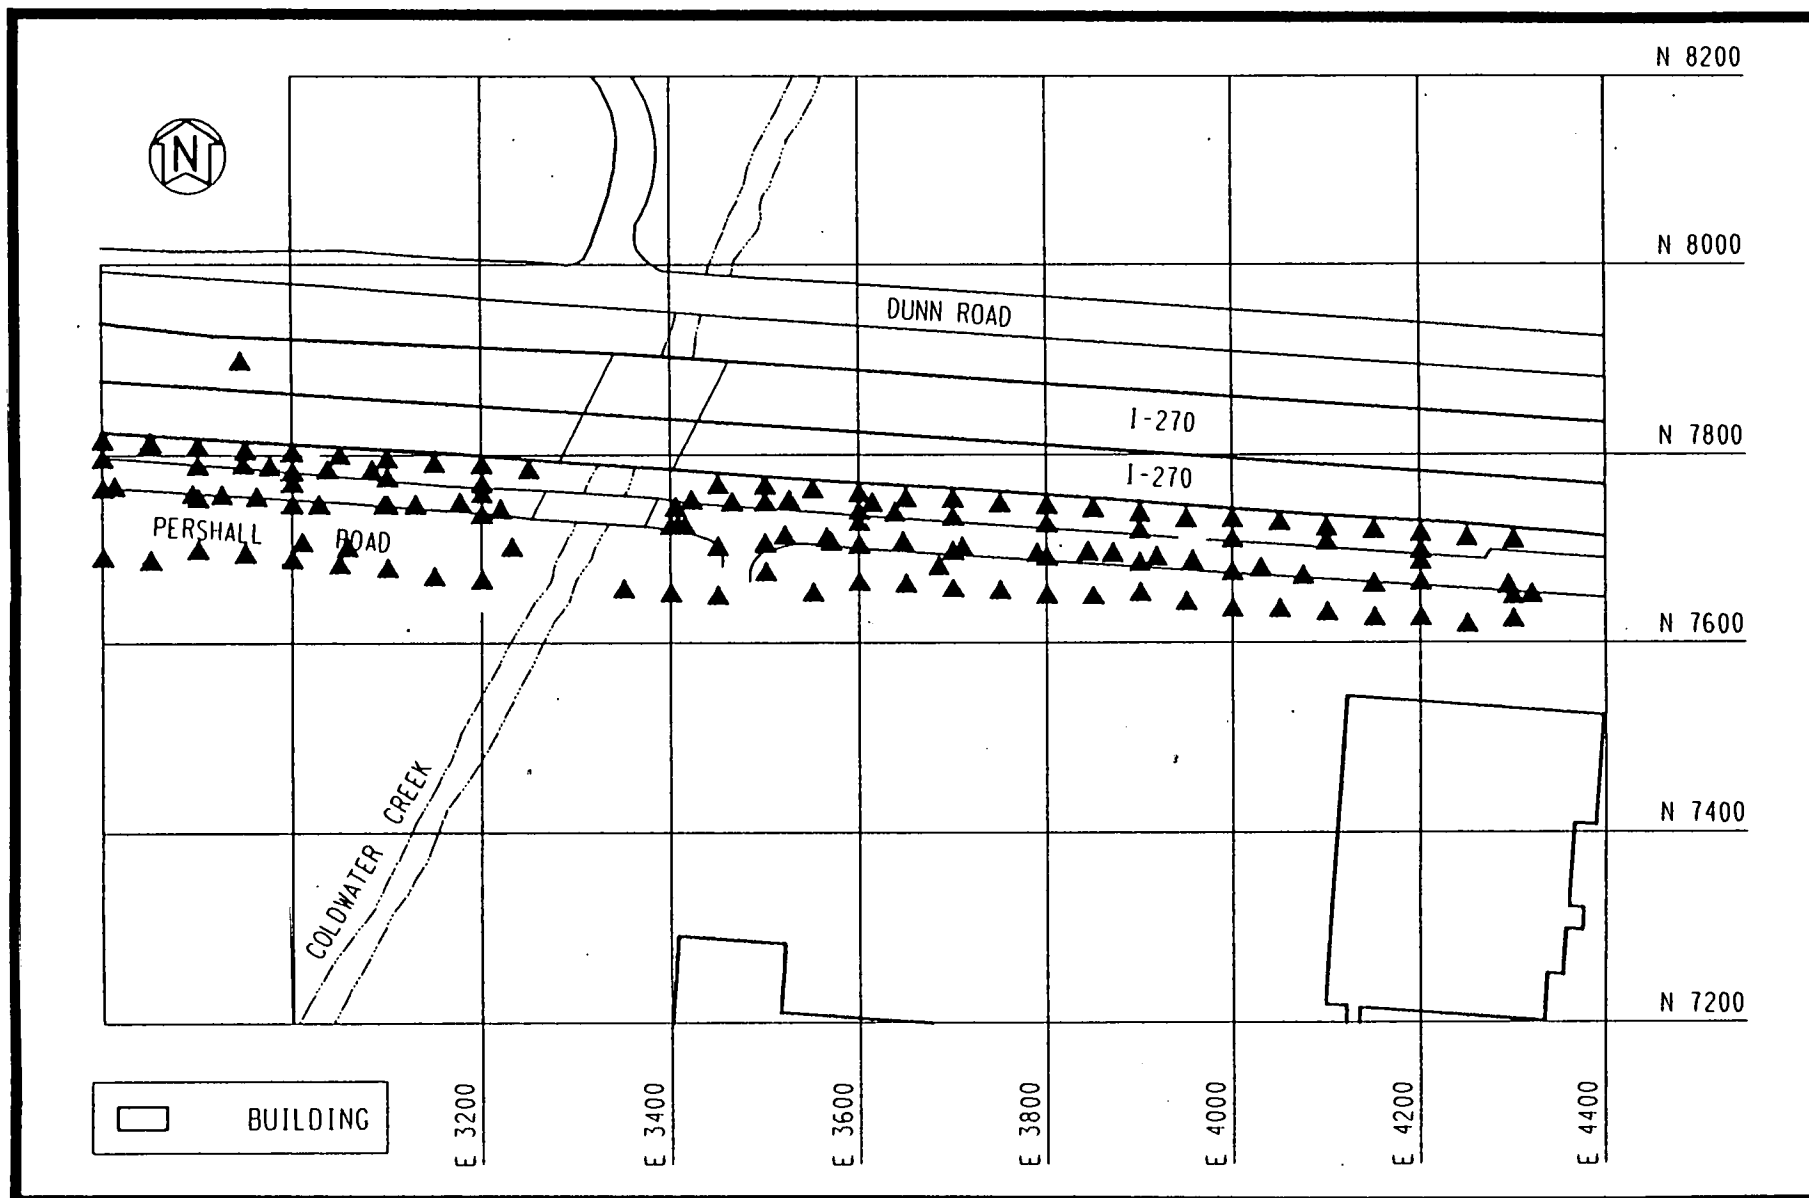 N 8200
N
N 8000
DUNN ROAD
I-270
N 7800
I-270
PERSHALL ROAD
N 7600
COLDWATER CREEK
N 7400
N 7200
BUILDING
E 3200
E 3400
E 3600
E 3800
E 4000
E 4200
E 4400